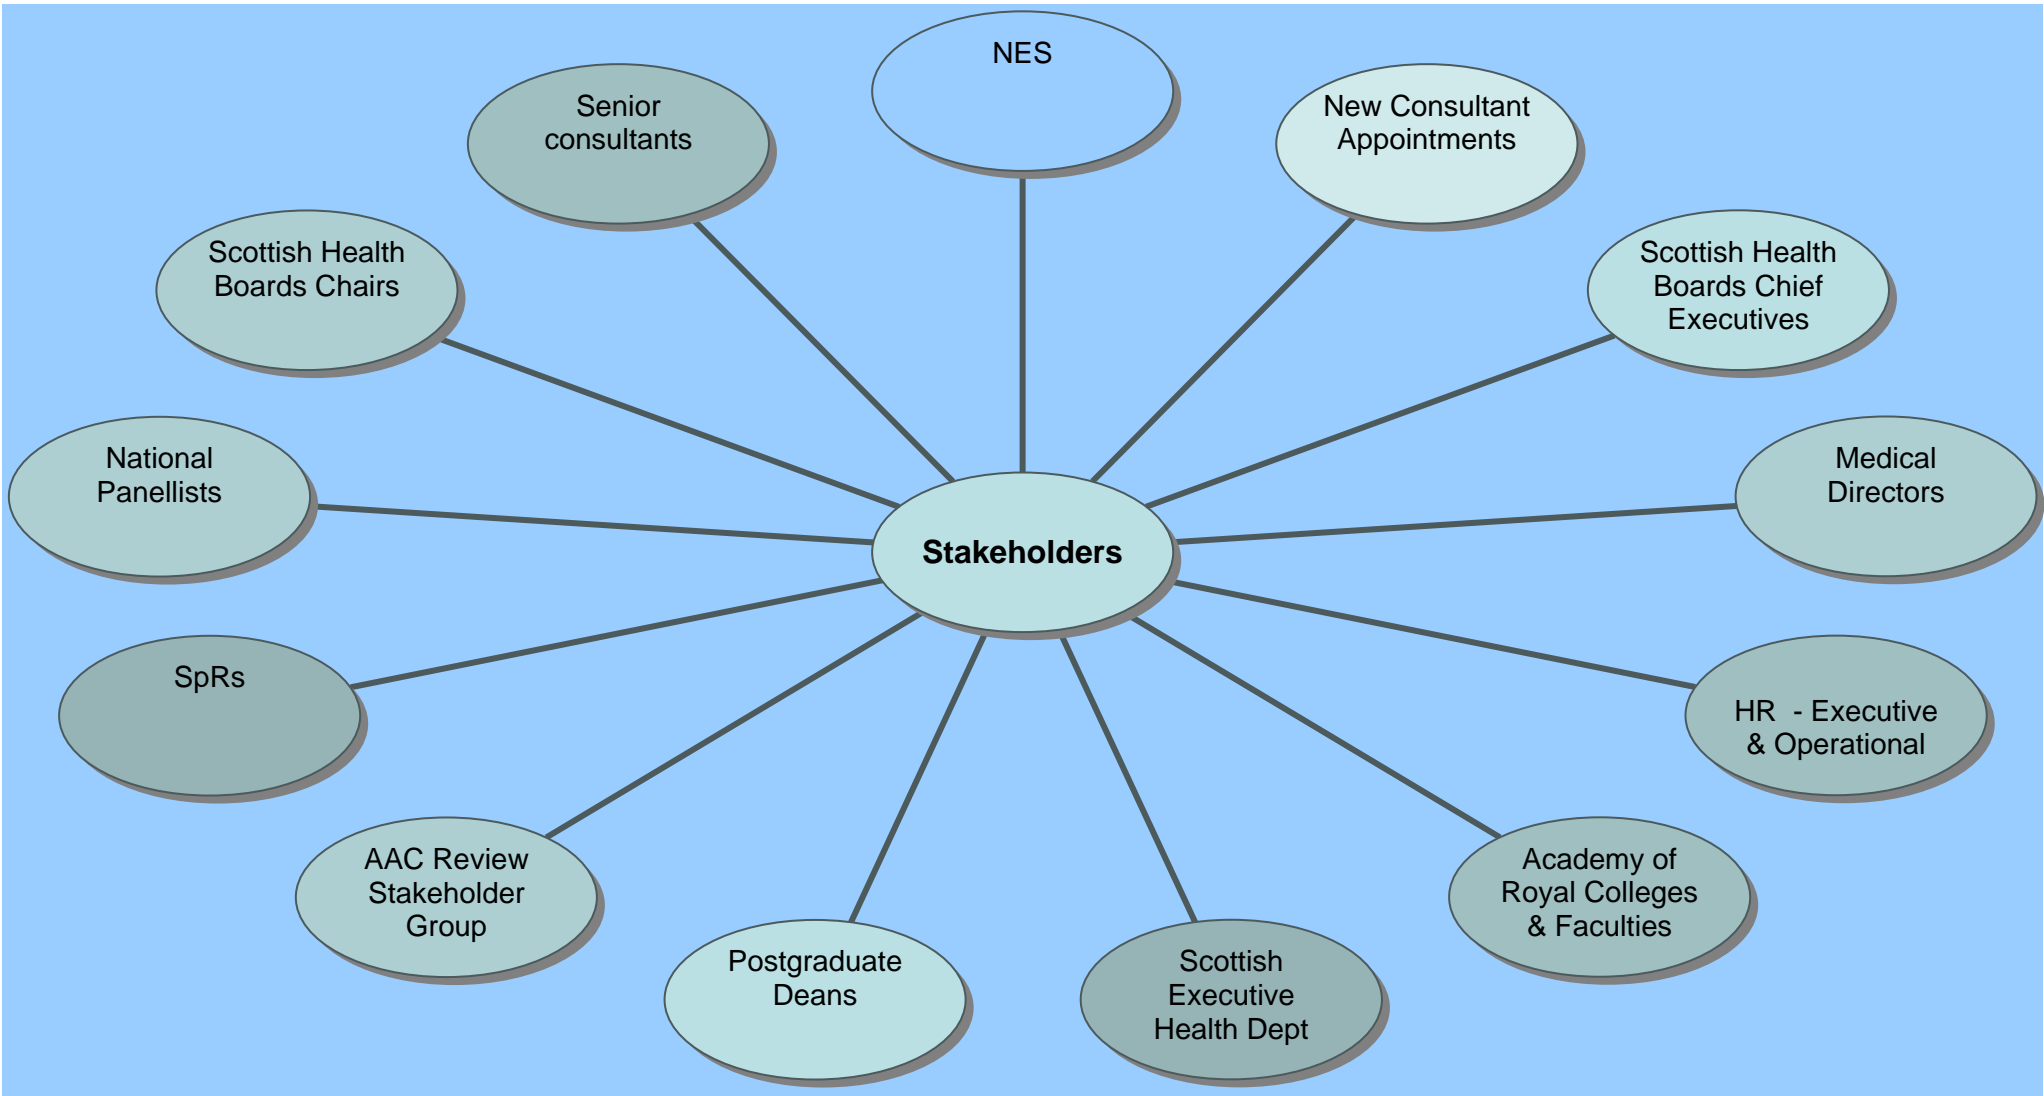 NES
Senior
consultants
New Consultant
Appointments
Scottish Health
Boards Chairs
Scottish Health
Boards Chief
Executives
National
Panellists
Medical
Directors
Stakeholders
SpRs
HR  - Executive
& Operational
AAC Review
Stakeholder
Group
Academy of
Royal Colleges
& Faculties
Postgraduate
Deans
Scottish
Executive
Health Dept